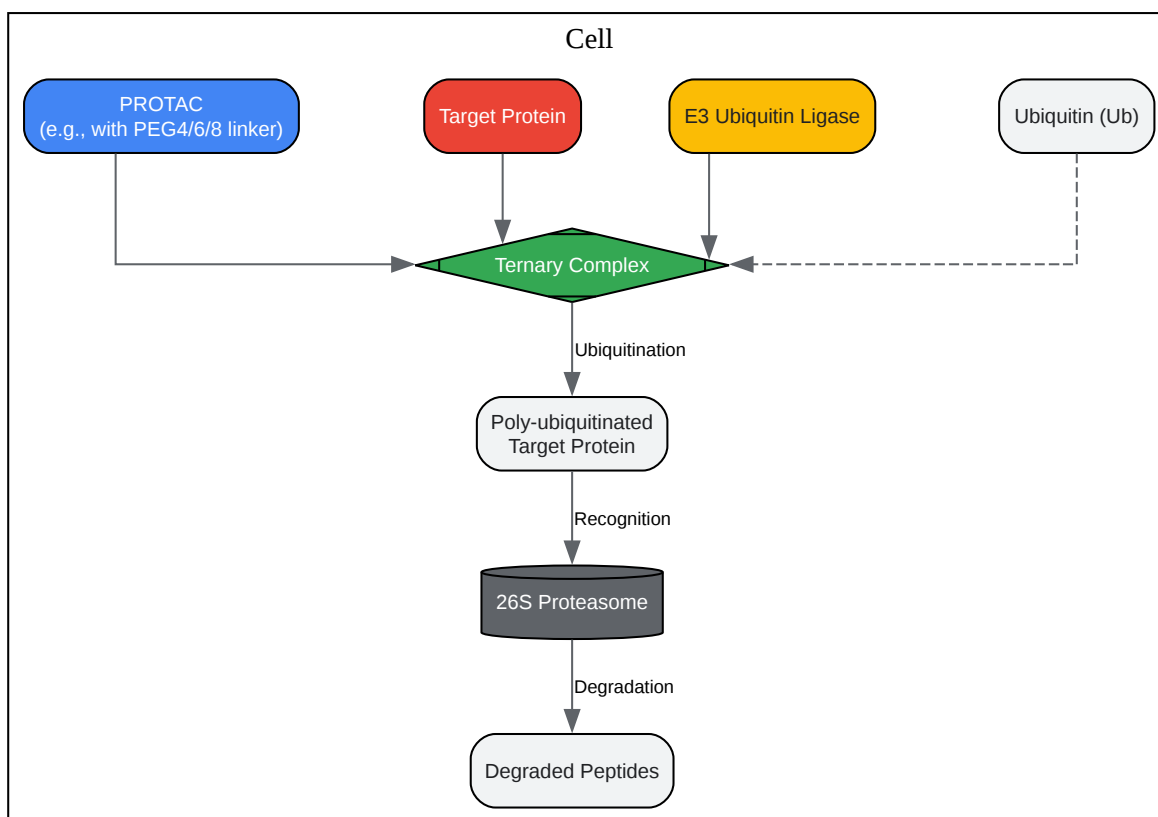 Cell
PROTAC
(e.g., with PEG4/6/8 linker)
Target Protein
E3 Ubiquitin Ligase
Ubiquitin (Ub)
Ternary Complex
Ubiquitination
Poly-ubiquitinated
Target Protein
Recognition
26S Proteasome
Degradation
Degraded Peptides